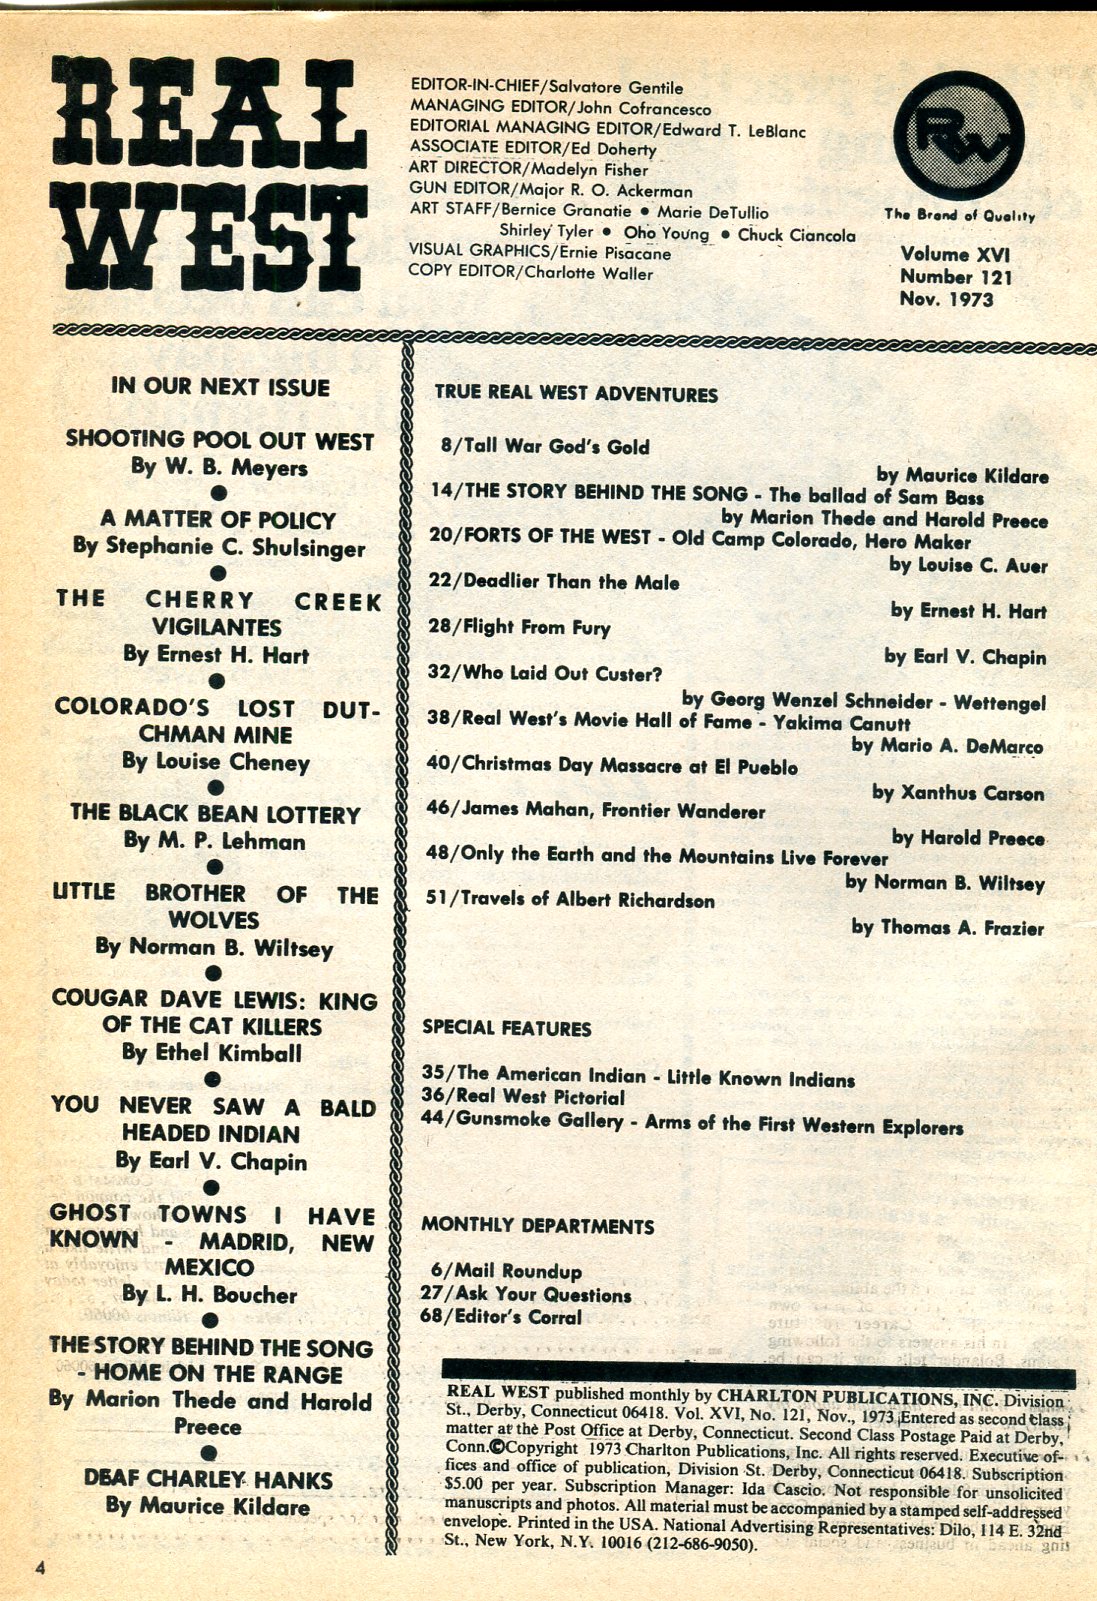 REAL
WEST
EDITOR-IN-CHIEF/Salvatore Gentile
MANAGING EDITOR/John Cofrancesco
EDITORIAL MANAGING EDITOR/Edward T. LeBlanc
ASSOCIATE EDITOR/Ed Doherty
ART DIRECTOR/Madelyn Fisher
GUN EDITOR/Major R. O. Ackerman
ART STAFF/Bernice Granatie ● Marie DeTullio
Shirley Tyler ● Oho Young ● Chuck Ciancola
VISUAL GRAPHICS/Ernie Pisacane
COPY EDITOR/Charlotte Waller
RW
The Brand of Quality
Volume XVI
Number 121
Nov. 1973
IN OUR NEXT ISSUE
SHOOTING POOL OUT WEST
By W. B. Meyers
●
A MATTER OF POLICY
By Stephanie C. Shulsinger
●
THE CHERRY CREEK
VIGILANTES
By Ernest H. Hart
●
COLORADO'S LOST DUT-
CHMAN MINE
By Louise Cheney
●
THE BLACK BEAN LOTTERY
By M. P. Lehman
●
LITTLE BROTHER OF THE
WOLVES
By Norman B. Wiltsey
●
COUGAR DAVE LEWIS: KING
OF THE CAT KILLERS
By Ethel Kimball
●
YOU NEVER SAW A BALD
HEADED INDIAN
By Earl V. Chapin
●
GHOST TOWNS I HAVE
KNOWN - MADRID, NEW
MEXICO
By L. H. Boucher
●
THE STORY BEHIND THE SONG
- HOME ON THE RANGE
By Marion Thede and Harold
Preece
●
DEAF CHARLEY HANKS
By Maurice Kildare
TRUE REAL WEST ADVENTURES
8/Tall War God's Gold
by Maurice Kildare
14/THE STORY BEHIND THE SONG - The ballad of Sam Bass
by Marion Thede and Harold Preece
20/FORTS OF THE WEST - Old Camp Colorado, Hero Maker
by Louise C. Auer
22/Deadlier Than the Male
by Ernest H. Hart
28/Flight From Fury
by Earl V. Chapin
32/Who Laid Out Custer?
by Georg Wenzel Schneider - Wettengel
38/Real West's Movie Hall of Fame - Yakima Canutt
by Mario A. DeMarco
40/Christmas Day Massacre at El Pueblo
by Xanthus Carson
46/James Mahan, Frontier Wanderer
by Harold Preece
48/Only the Earth and the Mountains Live Forever
by Norman B. Wiltsey
51/Travels of Albert Richardson
by Thomas A. Frazier
SPECIAL FEATURES
35/The American Indian - Little Known Indians
36/Real West Pictorial
44/Gunsmoke Gallery - Arms of the First Western Explorers
MONTHLY DEPARTMENTS
6/Mail Roundup
27/Ask Your Questions
68/Editor's Corral
REAL WEST published monthly by CHARLTON PUBLICATIONS, INC. Division
St., Derby, Connecticut 06418. Vol. XVI, No. 121, Nov., 1973 Entered as second class
matter at the Post Office at Derby, Connecticut. Second Class Postage Paid at Derby,
Conn.©Copyright 1973 Charlton Publications, Inc. All rights reserved. Executive of-
fices and office of publication, Division St. Derby, Connecticut 06418. Subscription
$5.00 per year. Subscription Manager: Ida Cascio. Not responsible for unsolicited
manuscripts and photos. All material must be accompanied by a stamped self-addressed
envelope. Printed in the USA. National Advertising Representatives: Dilo, 114 E. 32nd
St., New York, N.Y. 10016 (212-686-9050).
4